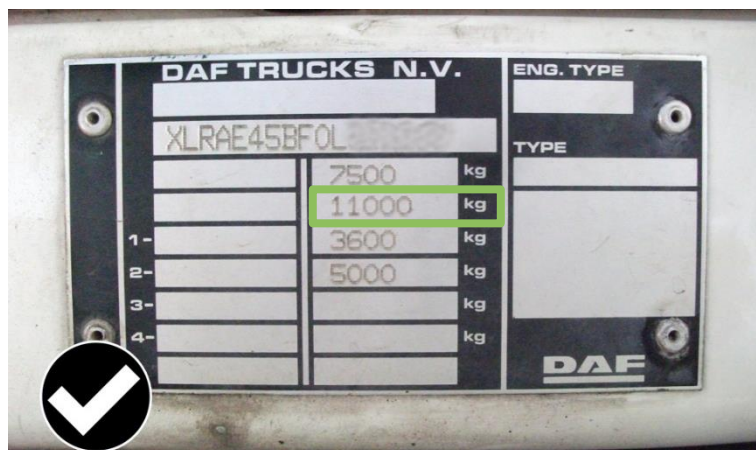 DAF TRUCKS N.V.
ENG. TYPE
XLRAE45BF0L
TYPE
7500 kg
11000 kg
1- 3600 kg
2- 5000 kg
3- kg
4- kg
DAF